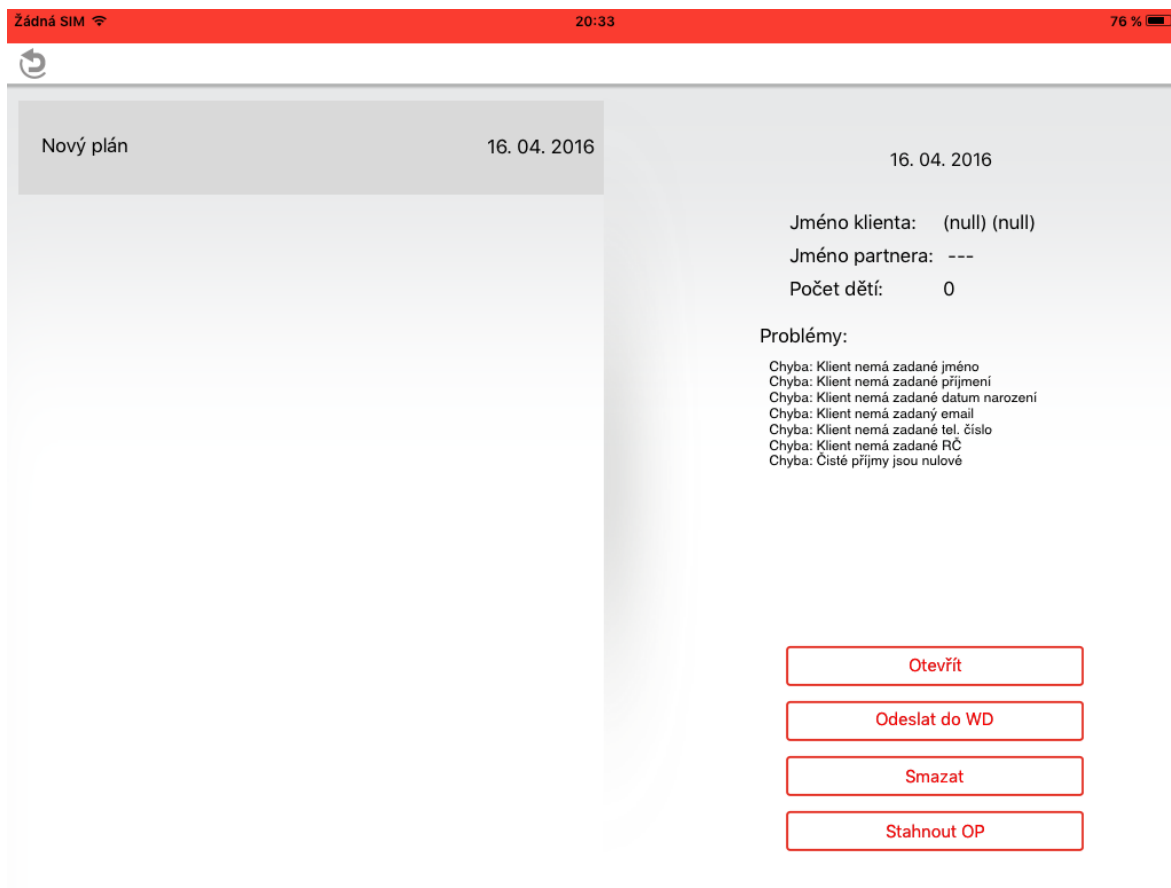 Žádná SIM 20:33 76 %
Nový plán 16. 04. 2016
16. 04. 2016
Jméno klienta: (null) (null)
Jméno partnera: ---
Počet dětí: 0
Problémy:
Chyba: Klient nemá zadané jméno
Chyba: Klient nemá zadané příjmení
Chyba: Klient nemá zadané datum narození
Chyba: Klient nemá zadaný email
Chyba: Klient nemá zadané tel. číslo
Chyba: Klient nemá zadané RČ
Chyba: Čisté příjmy jsou nulové
Otevřít
Odeslat do WD
Smazat
Stahnout OP